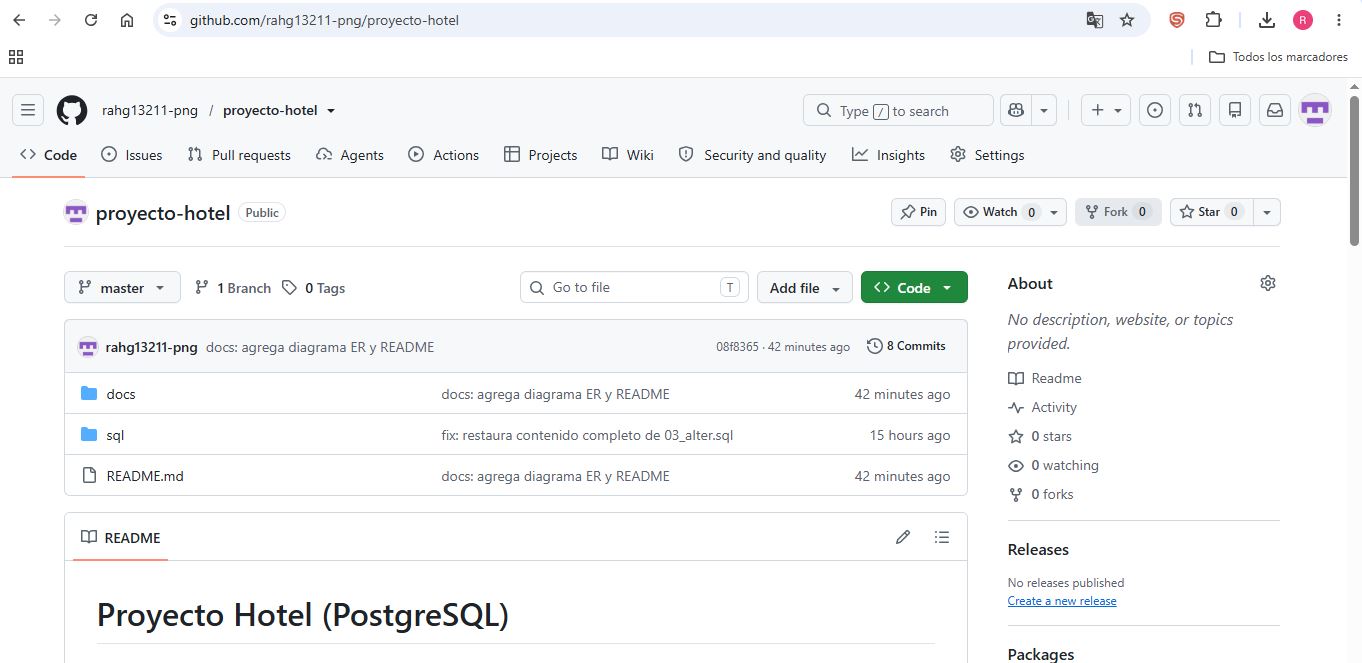 github.com/rahg13211-png/proyecto-hotel
R
Todos los marcadores
rahg13211-png / proyecto-hotel
Type / to search
Code
Issues
Pull requests
Agents
Actions
Projects
Wiki
Security and quality
Insights
Settings
proyecto-hotel Public
Pin
Watch 0
Fork 0
Star 0
master
1 Branch
0 Tags
Go to file T
Add file
Code
rahg13211-png docs: agrega diagrama ER y README 08f8365 · 42 minutes ago 8 Commits
docs docs: agrega diagrama ER y README 42 minutes ago
sql fix: restaura contenido completo de 03_alter.sql 15 hours ago
README.md docs: agrega diagrama ER y README 42 minutes ago
README
Proyecto Hotel (PostgreSQL)
About
No description, website, or topics
provided.
Readme
Activity
0 stars
0 watching
0 forks
Releases
No releases published
Create a new release
Packages